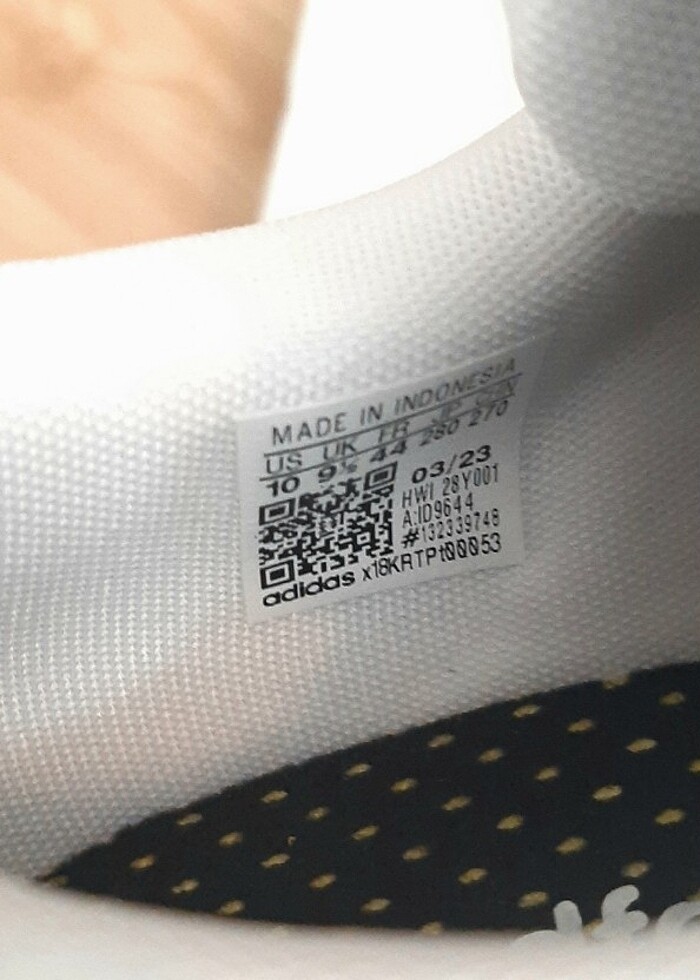 MADE IN INDONESIA
US UK FR JP CHN
10 9½ 44 280 270
03/23
HWI 28Y001
A:ID9644
#132339748
adidas x18KRTPt00053